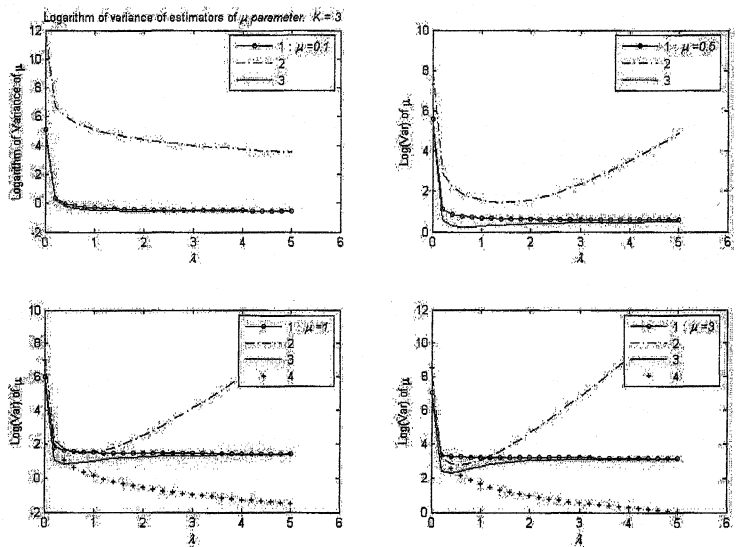 Logarithm of variance of estimators of μ parameter. K = 3
Logarithm of Variance of μ
12
10
8
6
4
2
0
-2
0 1 2 3 4 5 6
λ
1 : μ=0.1
2
3
Log(Var) of μ
10
8
6
4
2
0
0 1 2 3 4 5 6
λ
1 : μ=0.5
2
3
Log(Var) of μ
10
8
6
4
2
0
-2
0 1 2 3 4 5 6
λ
1 : μ=1
2
3
4
Log(Var) of μ
12
10
8
6
4
2
0
0 1 2 3 4 5 6
λ
1 : μ=3
2
3
4